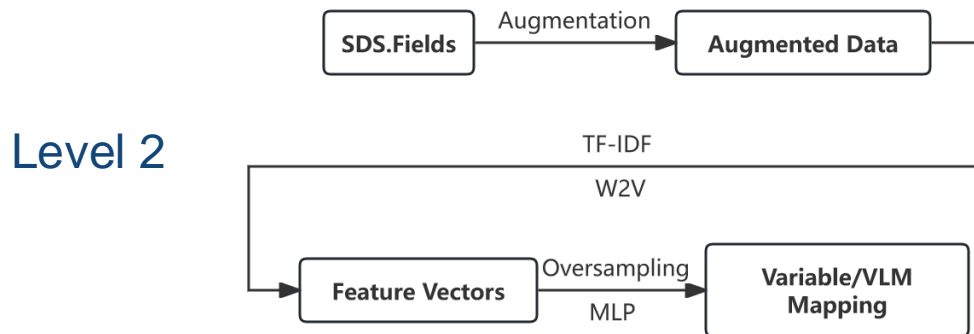 Augmentation
SDS.Fields
Augmented Data
Level 2
TF-IDF
W2V
Feature Vectors
Oversampling
MLP
Variable/VLM
Mapping